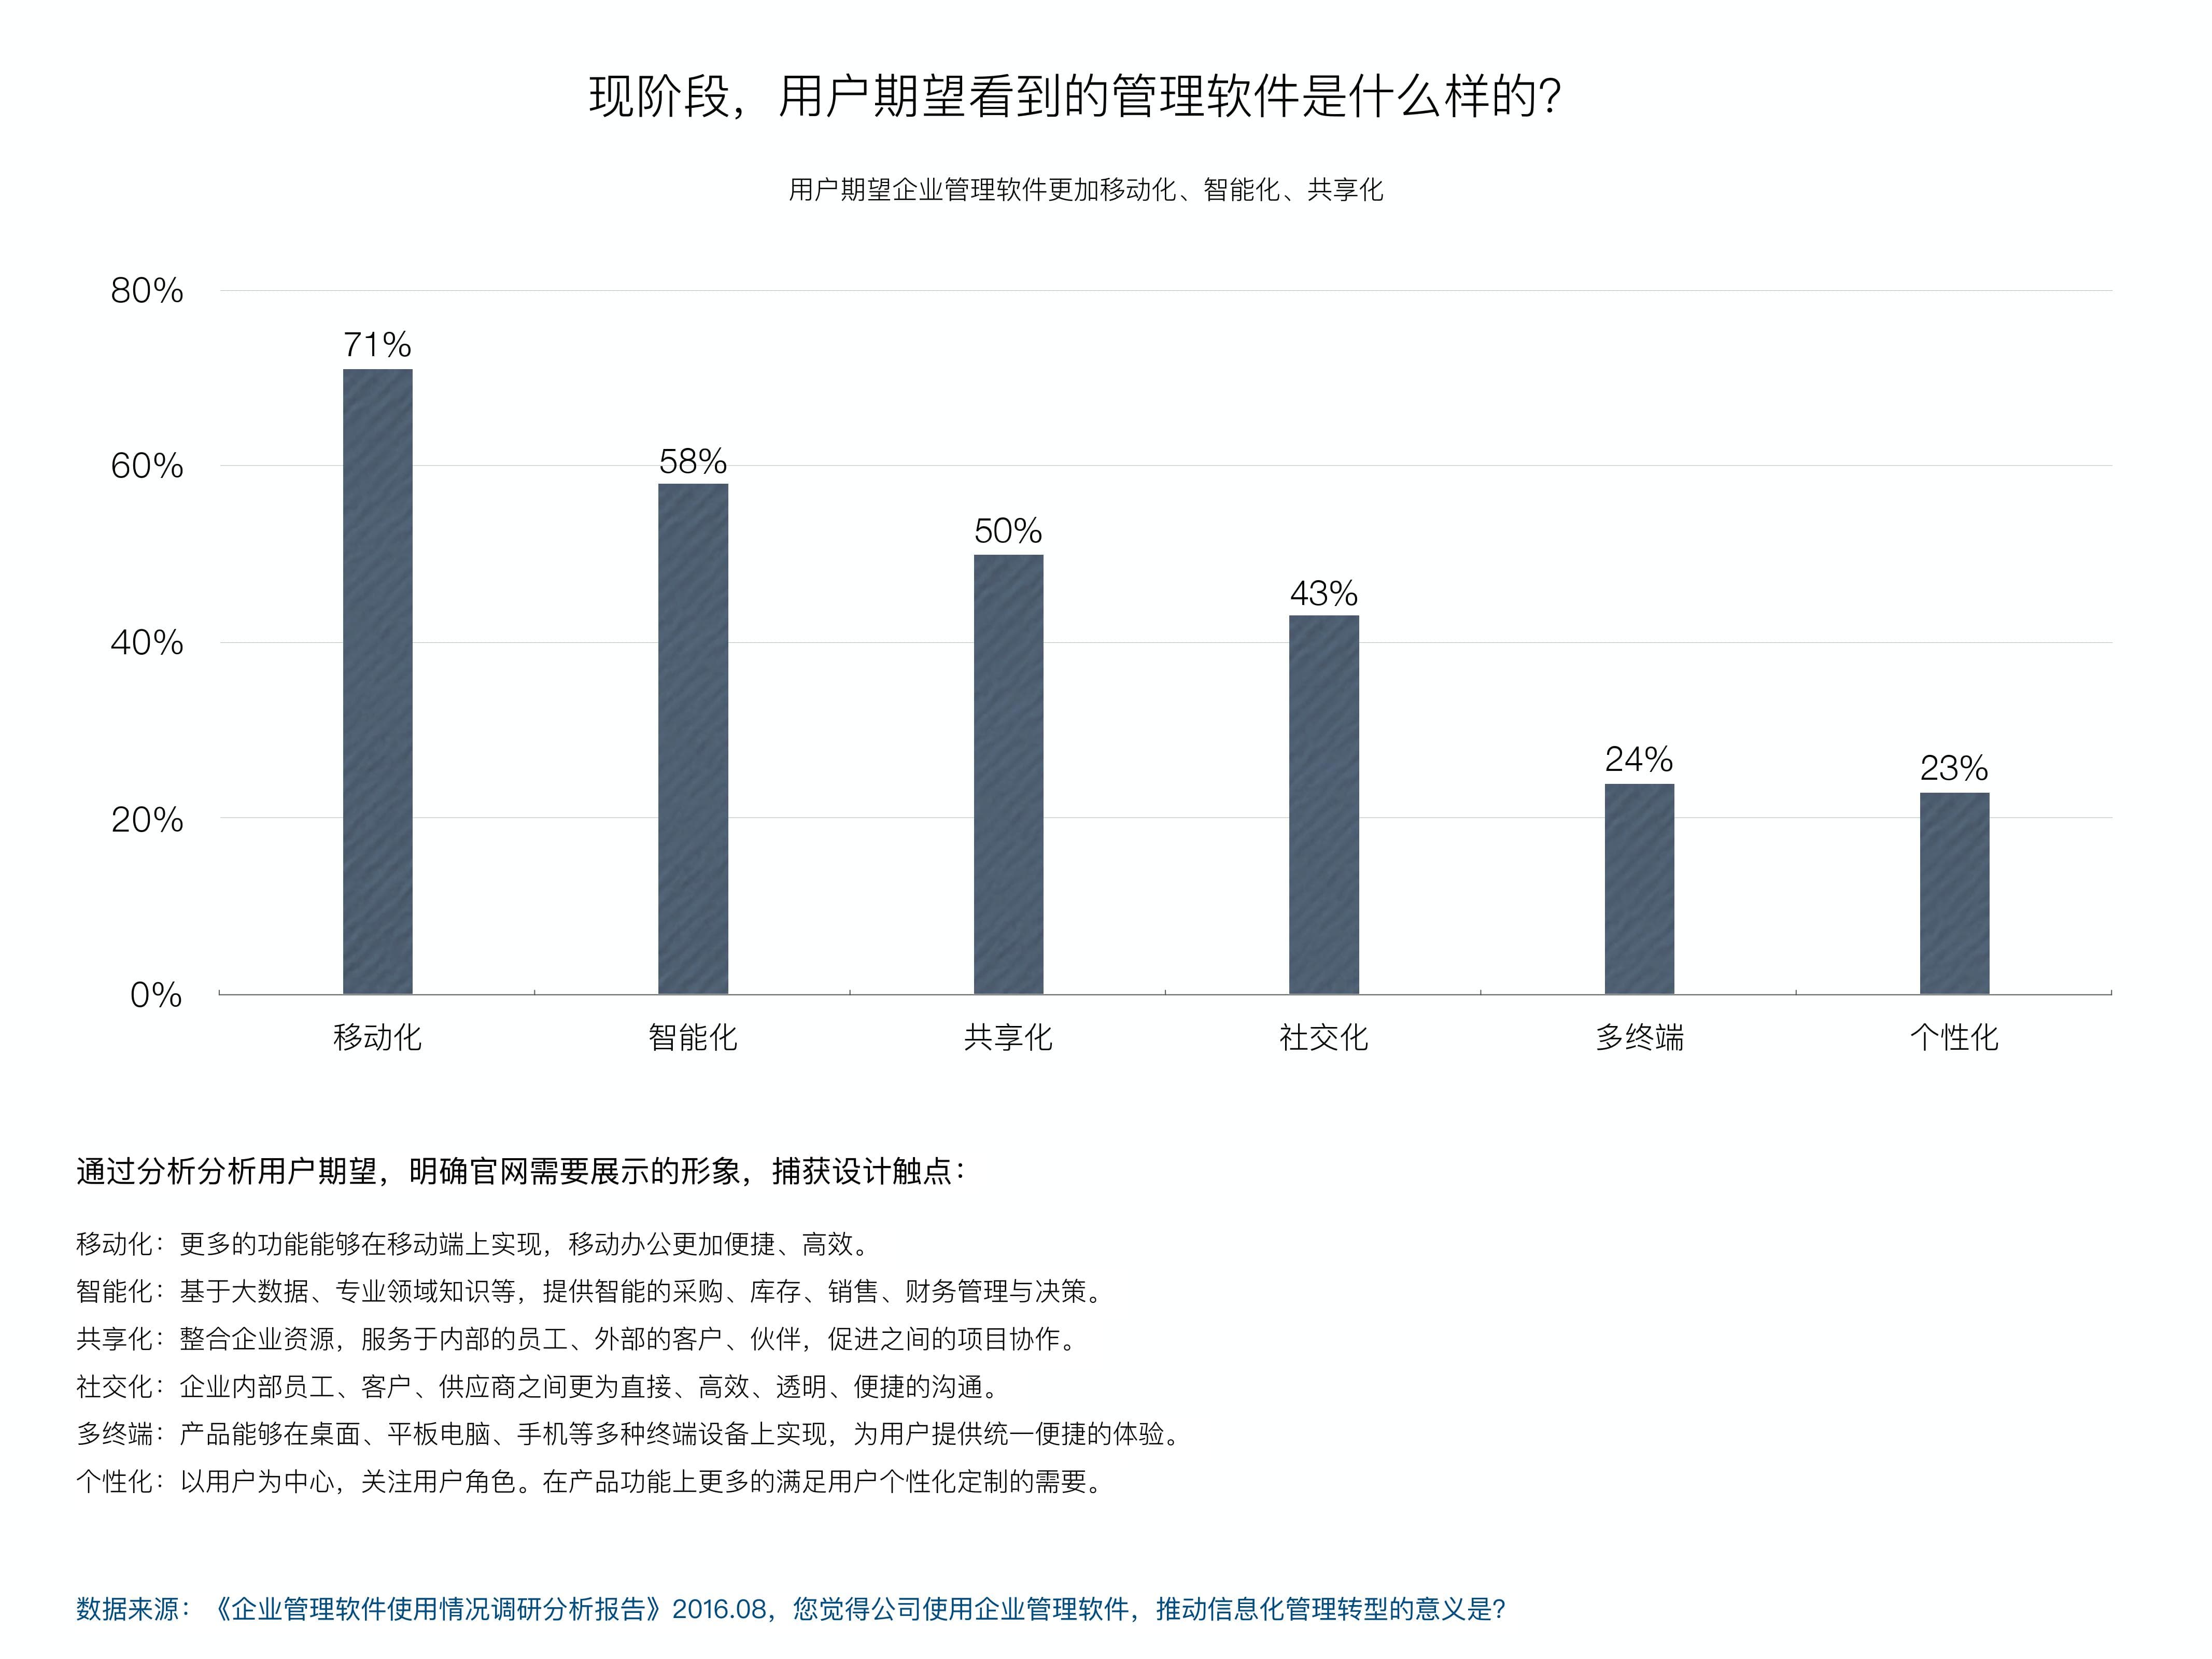 现阶段，用户期望看到的管理软件是什么样的？
用户期望企业管理软件更加移动化、智能化、共享化
80%
60%
40%
20%
0%
71%
58%
50%
43%
24%
23%
移动化
智能化
共享化
社交化
多终端
个性化
通过分析分析用户期望，明确官网需要展示的形象，捕获设计触点：
移动化：更多的功能能够在移动端上实现，移动办公更加便捷、高效。
智能化：基于大数据、专业领域知识等，提供智能的采购、库存、销售、财务管理与决策。
共享化：整合企业资源，服务于内部的员工、外部的客户、伙伴，促进之间的项目协作。
社交化：企业内部员工、客户、供应商之间更为直接、高效、透明、便捷的沟通。
多终端：产品能够在桌面、平板电脑、手机等多种终端设备上实现，为用户提供统一便捷的体验。
个性化：以用户为中心，关注用户角色。在产品功能上更多的满足用户个性化定制的需要。
数据来源：《企业管理软件使用情况调研分析报告》2016.08，您觉得公司使用企业管理软件，推动信息化管理转型的意义是？